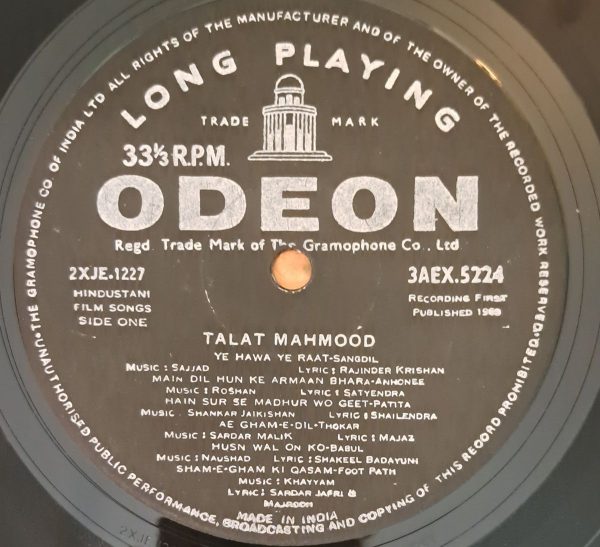 THE GRAMOPHONE CO OF INDIA LTD ALL RIGHTS OF THE MANUFACTURER AND OF THE OWNER OF THE RECORDED WORK RESERVED.
UNAUTHORISED PUBLIC PERFORMANCE, BROADCASTING AND COPYING OF THIS RECORD PROHIBITED.
LONG PLAYING
TRADE MARK
33⅓ R.P.M.
ODEON
Regd Trade Mark of The Gramophone Co., Ltd
2XJE.1227 3AEX.5224
HINDUSTANI RECORDING FIRST
FILM SONGS PUBLISHED
SIDE ONE
TALAT MAHMOOD
YE HAWA YE RAAT-SANGDIL
MUSIC: SAJJAD LYRIC: RAJINDER KRISHAN
MAIN DIL HUN KE ARMAAN BHARA-ANHONEE
MUSIC: ROSHAN LYRIC: SATYENDRA
HAIN SUR SE MADHUR WO GEET-PATITA
MUSIC. SHANKAR JAIKISHAN LYRIC: SHAILENDRA
AE GHAM-E-DIL-THOKAR
MUSIC: SARDAR MALIK LYRIC: MAJAZ
HUSN WAL ON KO-BABUL
MUSIC: NAUSHAD LYRIC: SHAKEEL BADAYUNI
SHAM-E-GHAM KI QASAM-FOOT PATH
MUSIC: KHAYYAM
LYRIC: SARDAR JAFRI &
MAJROOH
MADE IN INDIA